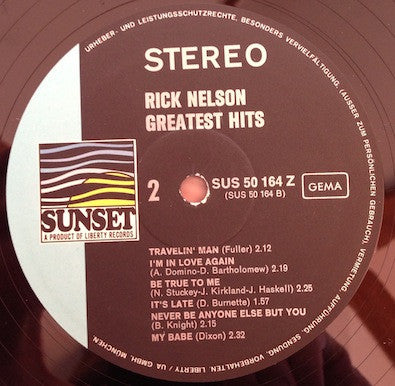 URHEBER- UND LEISTUNGSSCHUTZRECHTE, BESONDERS VERVIELFÄLTIGUNG, (AUSSER ZUM PERSÖNLICHEN GEBRAUCH), VERMIETUNG AUFFÜHRUNG, SENDUNG, VORBEHALTEN LIBERTY / UA GMBH, MÜNCHEN.
STEREO
RICK NELSON
GREATEST HITS
SUNSET
A PRODUCT OF LIBERTY RECORDS
2
SUS 50 164 Z
(SUS 50 164 B)
GEMA
TRAVELIN' MAN (Fuller) 2.12
I'M IN LOVE AGAIN
(A. Domino-D. Bartholomew) 2.19
BE TRUE TO ME
(N. Stuckey-J. Kirkland-J. Haskell) 2.25
IT'S LATE (D. Burnette) 1.57
NEVER BE ANYONE ELSE BUT YOU
(B. Knight) 2.15
MY BABE (Dixon) 2.32